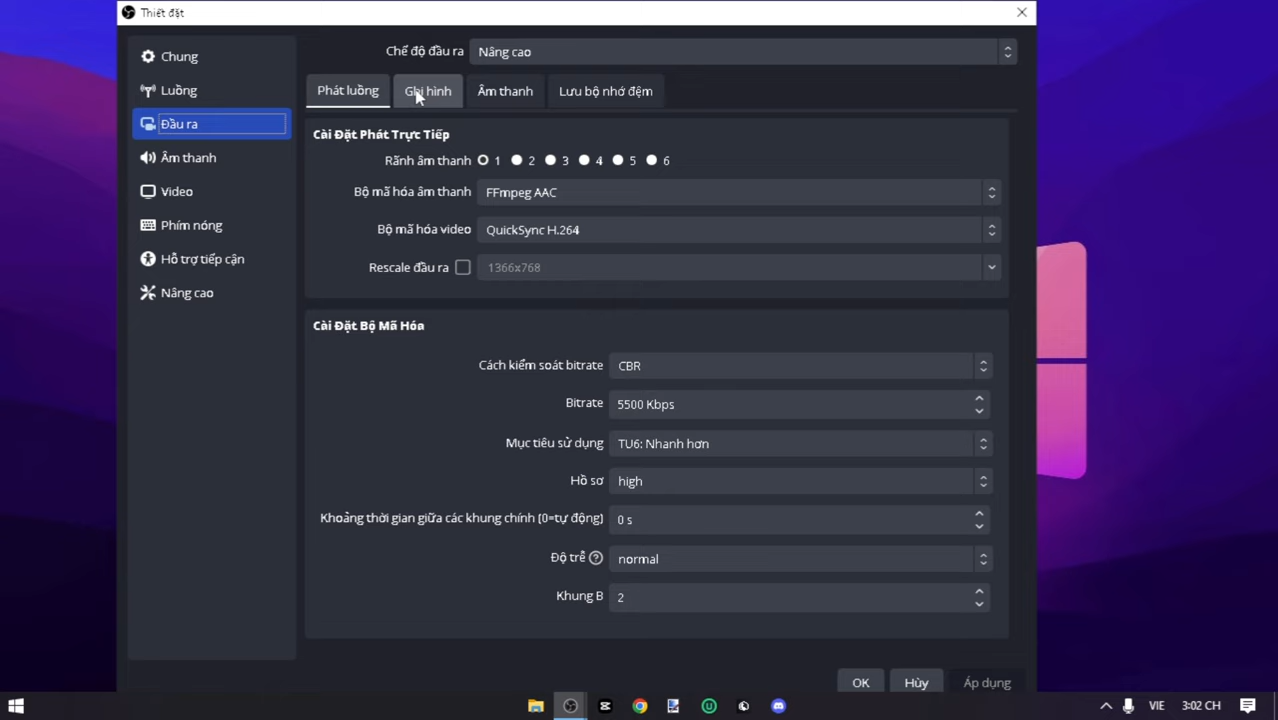 Thiết đặt
Chung
Luồng
Đầu ra
Âm thanh
Video
Phím nóng
Hỗ trợ tiếp cận
Nâng cao
Chế độ đầu ra Nâng cao
Phát luồng Ghi hình Âm thanh Lưu bộ nhớ đệm
Cài Đặt Phát Trực Tiếp
Rãnh âm thanh 1 2 3 4 5 6
Bộ mã hóa âm thanh FFmpeg AAC
Bộ mã hóa video QuickSync H.264
Rescale đầu ra 1366x768
Cài Đặt Bộ Mã Hóa
Cách kiểm soát bitrate CBR
Bitrate 5500 Kbps
Mục tiêu sử dụng TU6: Nhanh hơn
Hồ sơ high
Khoảng thời gian giữa các khung chính (0=tự động) 0 s
Độ trễ ? normal
Khung B 2
OK Hủy Áp dụng
VIE 3:02 CH